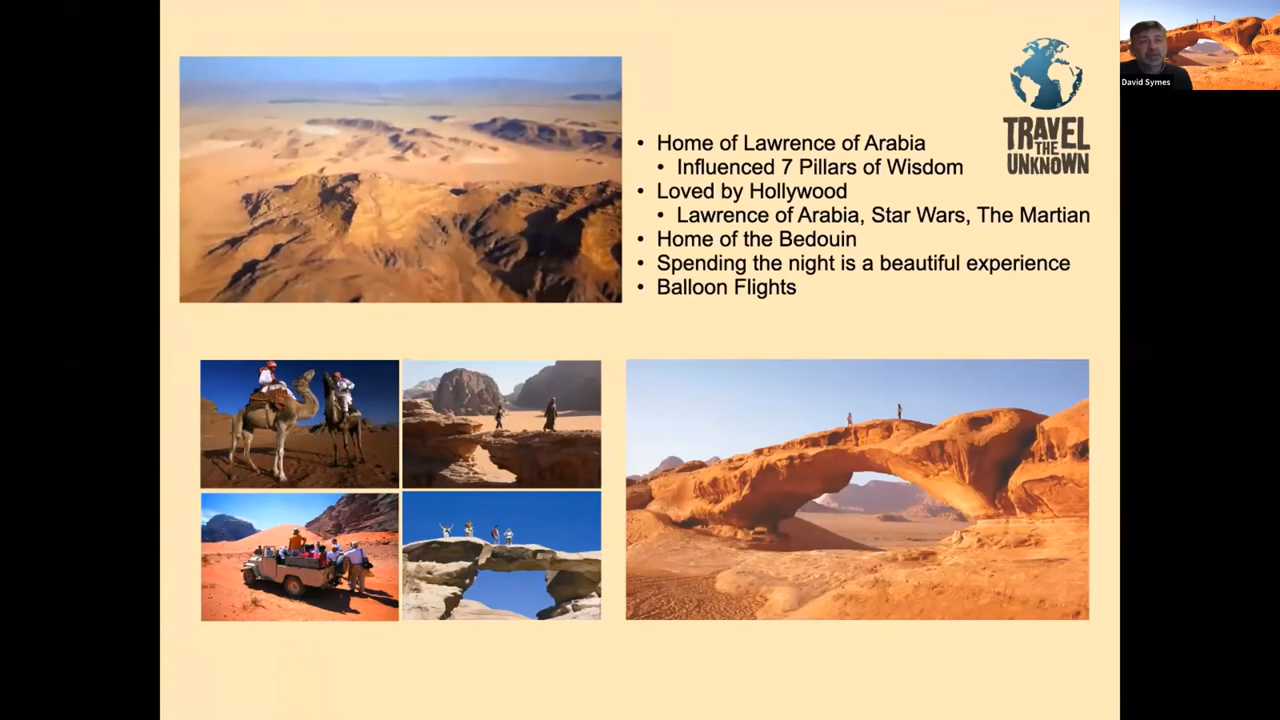 • Home of Lawrence of Arabia
• Influenced 7 Pillars of Wisdom
• Loved by Hollywood
• Lawrence of Arabia, Star Wars, The Martian
• Home of the Bedouin
• Spending the night is a beautiful experience
• Balloon Flights
TRAVEL
THE
UNKNOWN
David Symes